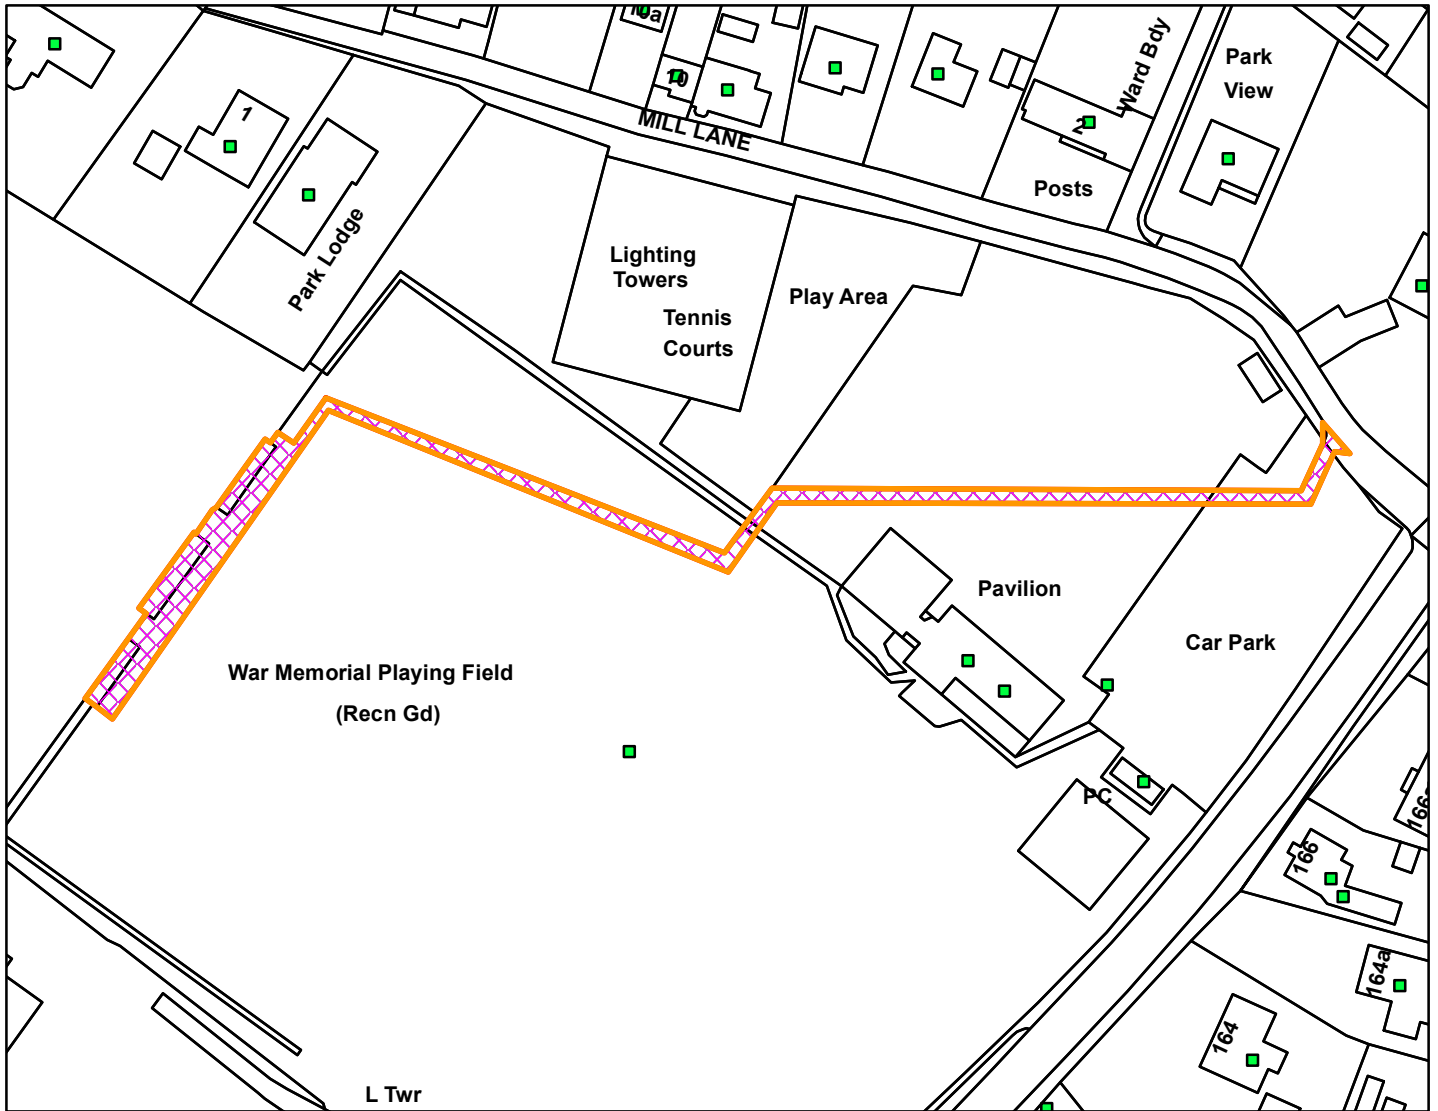 10
MILL LANE
Ward Bdy
2
Park
View
Posts
1
Park Lodge
Lighting
Towers
Tennis
Courts
Play Area
Pavilion
Car Park
War Memorial Playing Field
(Recn Gd)
PC
166
164a
164
L Twr